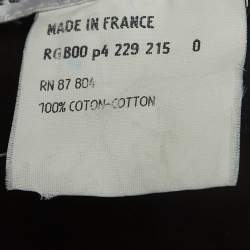 MADE IN FRANCE
RGB00 p4 229 215 0
RN 87 804
100% COTON-COTTON